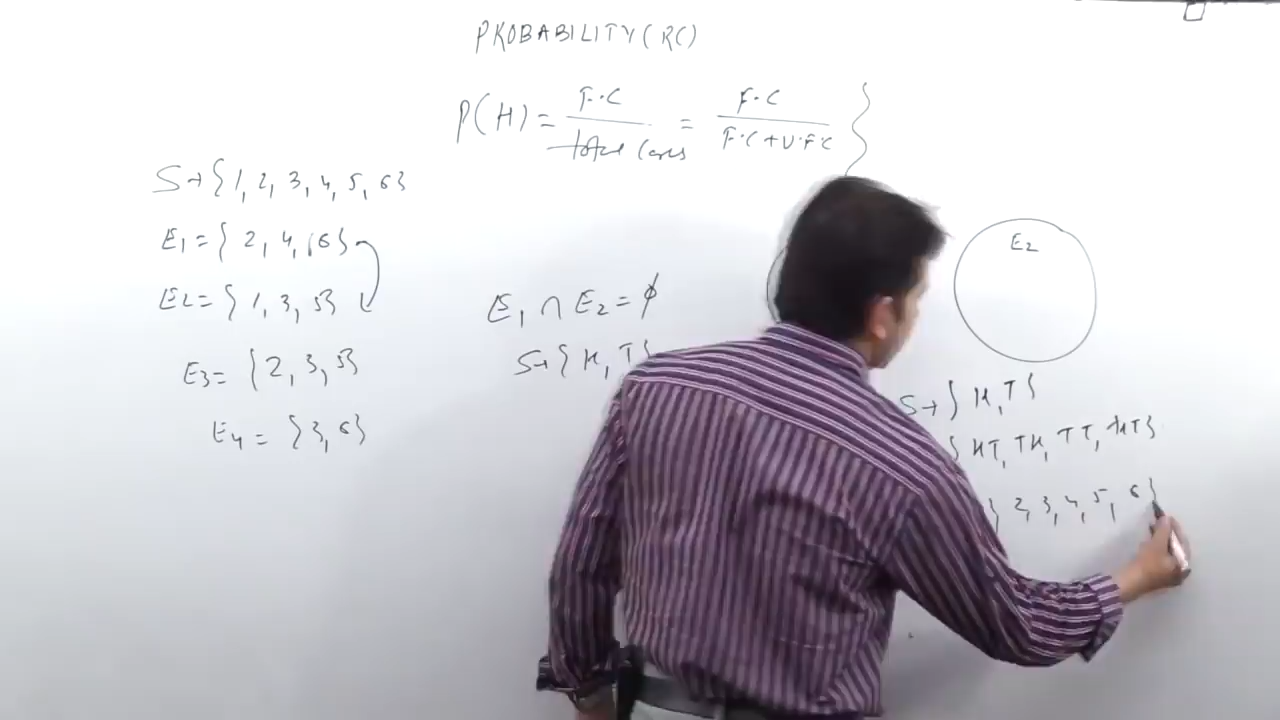 PROBABILITY (RC)
P(H) = F.C / total Cases = F.C / F.C + U.F.C }
S→ {1, 2, 3, 4, 5, 6}
E1 = { 2, 4, 6}
E2 = { 1, 3, 5}
E3 = {2, 3, 5}
E4 = {3, 6}
E1 ∩ E2 = φ
S→ { H, T}
E2
S→ { H, T}
{ HT, TH, TT, HT}
{ 2, 3, 4, 5, 6}